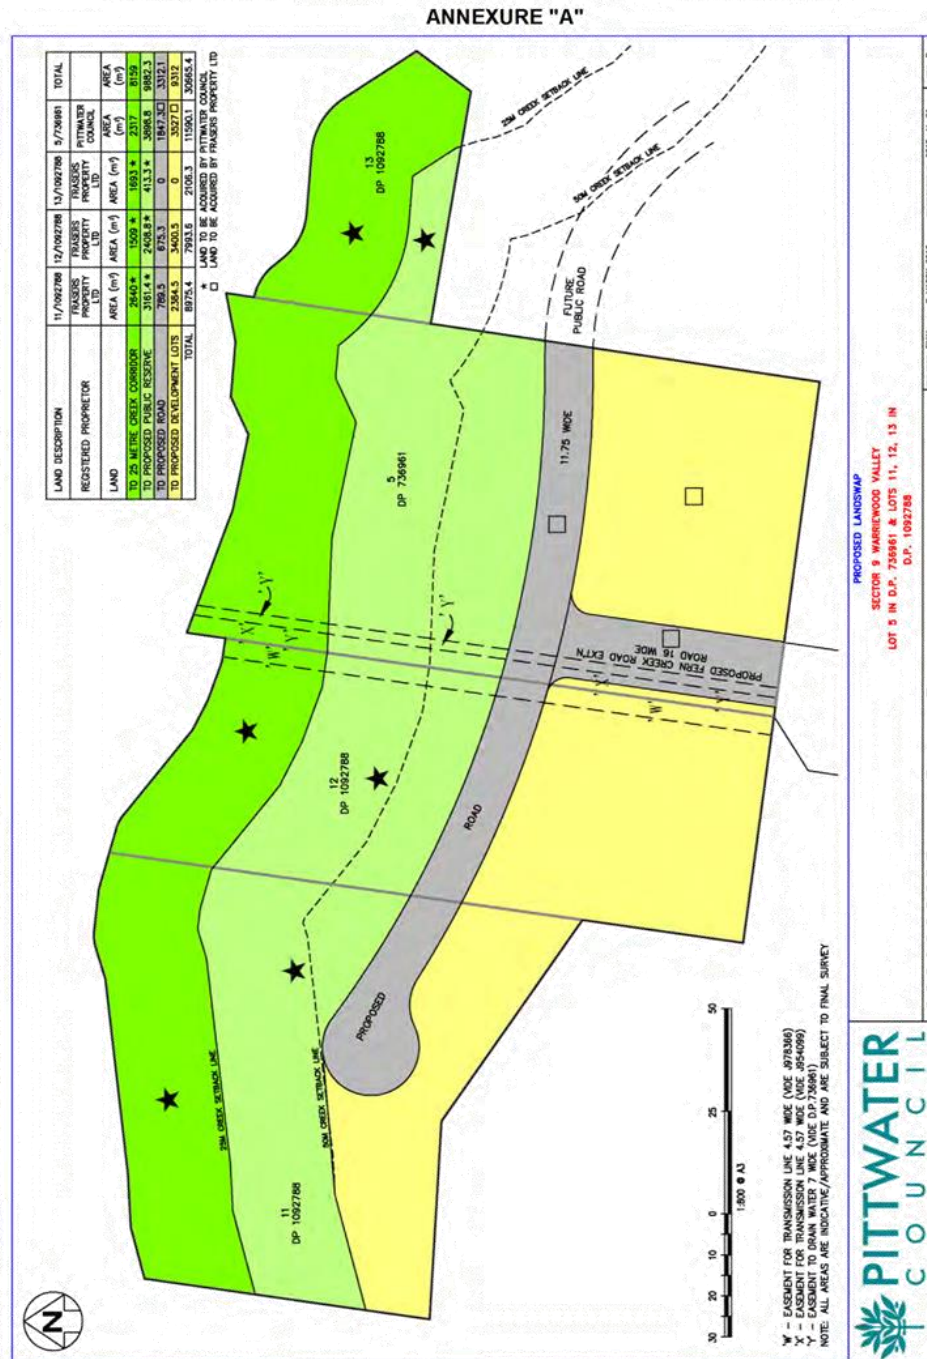 ANNEXURE "A"
LAND DESCRIPTION 11/1092788 12/1092788 13/1092788 5/736961 TOTAL
REGISTERED PROPRIETOR FRASERS PROPERTY LTD FRASERS PROPERTY LTD FRASERS PROPERTY LTD PITTWATER COUNCIL
LAND AREA (m²) AREA (m²) AREA (m²) AREA (m²) AREA (m²)
TO 25 METRE CREEK CORRIDOR 2640 ★ 1509 ★ 1693 ★ 2317 8159
TO PROPOSED PUBLIC RESERVE 3161.4 ★ 2408.8 ★ 413.3 ★ 3898.8 9882.3
TO PROPOSED ROAD 789.5 675.3 0 1847.3 □ 3312.1
TO PROPOSED DEVELOPMENT LOTS 2384.5 3400.5 0 3527 □ 9312
TOTAL 8975.4 7993.6 2106.3 11590.1 30665.4
★ LAND TO BE ACQUIRED BY PITTWATER COUNCIL
□ LAND TO BE ACQUIRED BY FRASERS PROPERTY LTD
13
DP 1092788
25M CREEK SETBACK LINE
50M CREEK SETBACK LINE
FUTURE
PUBLIC ROAD
11.75 WIDE
5
DP 736961
'Y'
'X'
'Y'
'W'
'Y'
PROPOSED FERN CREEK ROAD EXTN
ROAD 16 WIDE
'X'
'W'
'Y'
12
DP 1092788
ROAD
PROPOSED
25M CREEK SETBACK LINE
50M CREEK SETBACK LINE
11
DP 1092788
N
30 20 10 0 25 50
1:800 @ A3
'W' - EASEMENT FOR TRANSMISSION LINE 4.57 WIDE (VIDE J978366)
'X' - EASEMENT FOR TRANSMISSION LINE 4.57 WIDE (VIDE J954099)
'Y' - EASEMENT TO DRAIN WATER 7 WIDE (VIDE D.P.736961)
NOTE: ALL AREAS ARE INDICATIVE/APPROXIMATE AND ARE SUBJECT TO FINAL SURVEY
PROPOSED LANDSWAP
SECTOR 9 WARRIEWOOD VALLEY
LOT 5 IN D.P. 736961 & LOTS 11, 12, 13 IN
D.P. 1092788
PITTWATER
COUNCIL